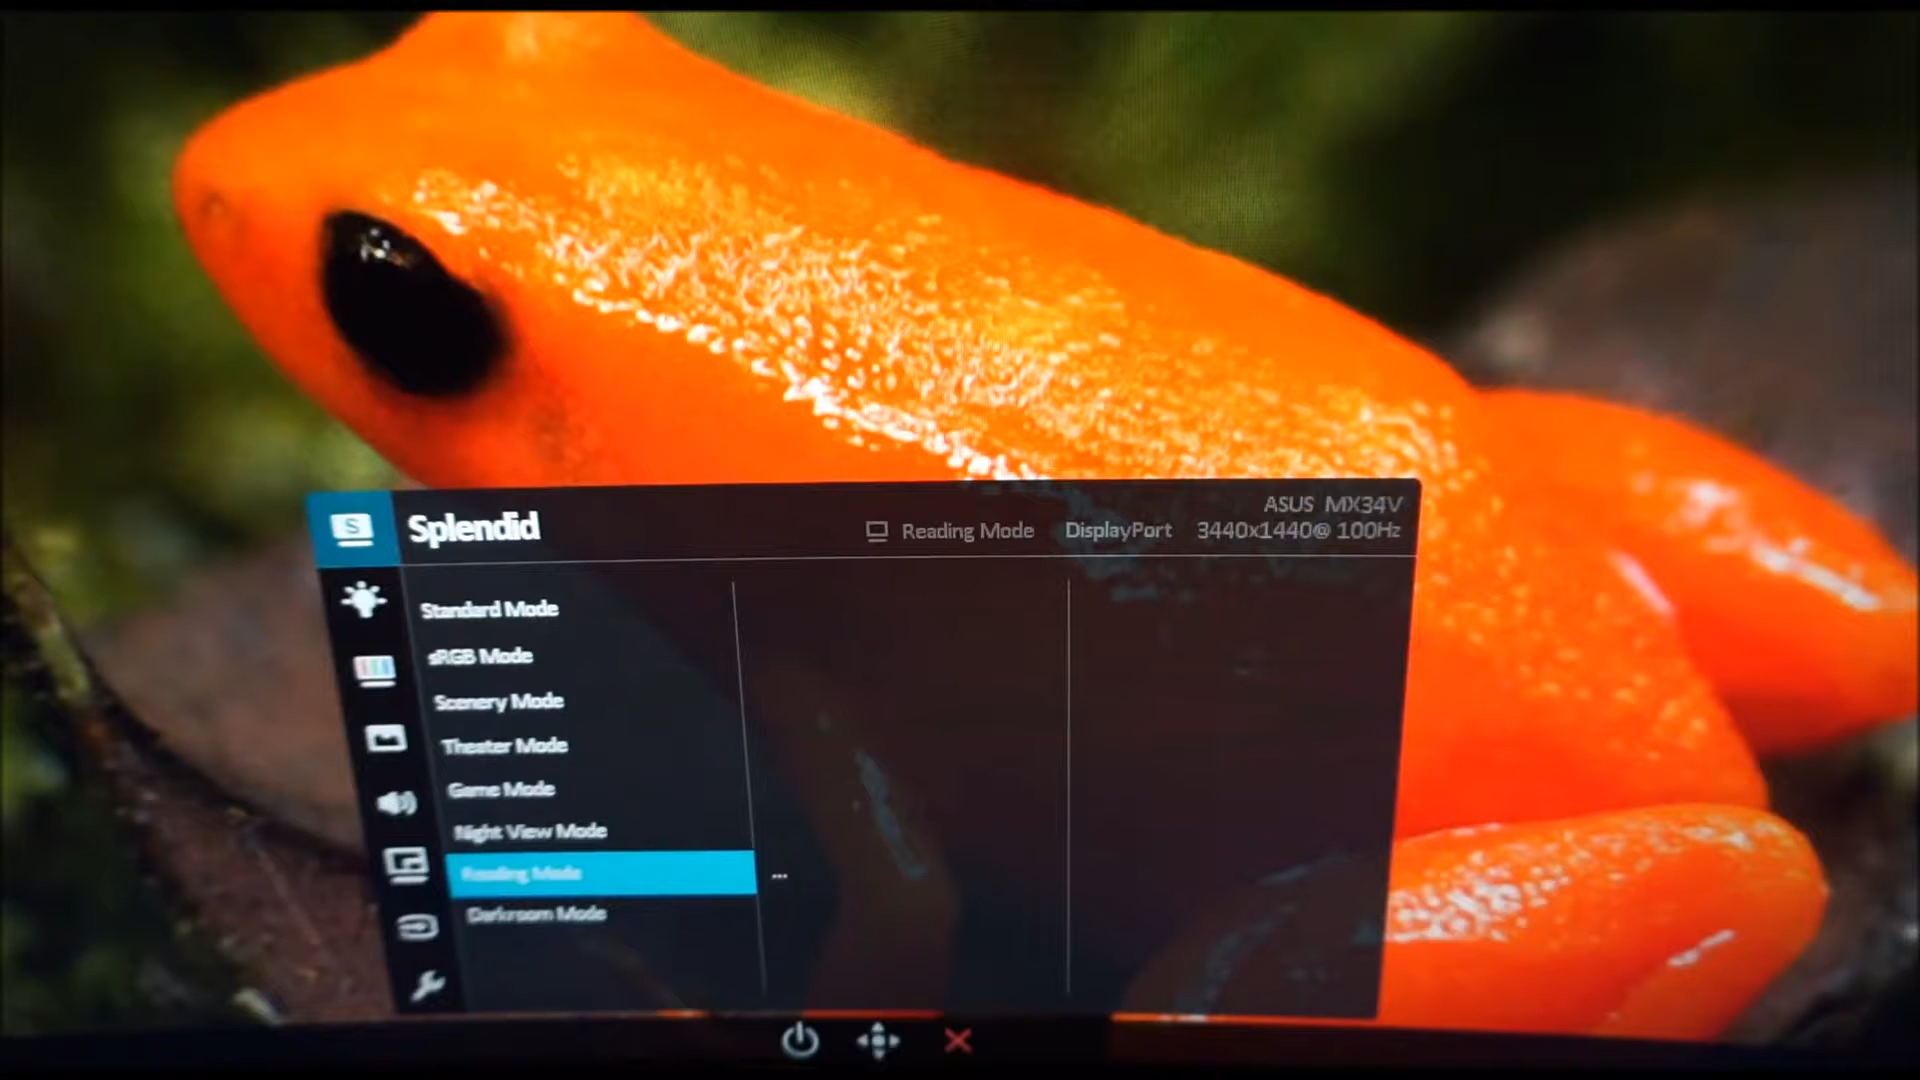 S
Splendid
Reading Mode DisplayPort 3440x1440@ 100Hz
ASUS MX34V
Standard Mode
sRGB Mode
Scenery Mode
Theater Mode
Game Mode
Night View Mode
Reading Mode ...
Darkroom Mode